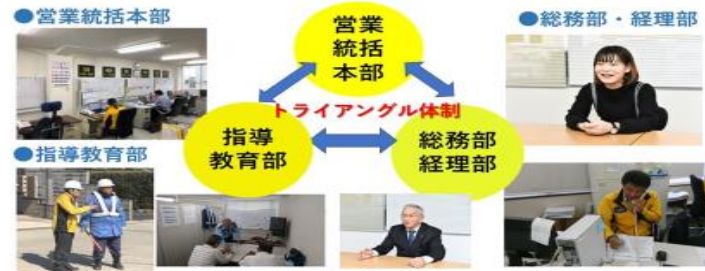 ●営業統括本部
営業
統括
本部
●総務部・経理部
トライアングル体制
指導
教育部
総務部
経理部
●指導教育部